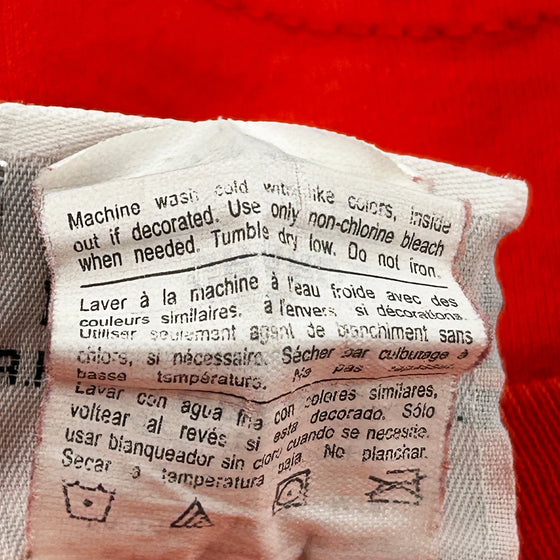 Machine wash cold with like colors, inside
out if decorated. Use only non-chlorine bleach
when needed. Tumble dry low. Do not iron.
Laver à la machine à l'eau froide avec des
couleurs similaires, à l'envers si décorations.
Utiliser seulement agent de blanchiment sans
chlors, si nécessaire. Sécher par culbutage à
basse température. Ne pas
Lavar con agua fria con colores similares,
voltear al revés si esta decorado. Sólo
usar blanqueador sin cloro cuando se necesite.
Secar a temperatura baja. No planchar.